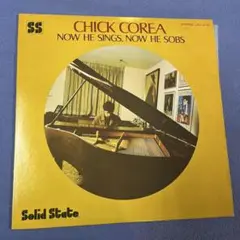 SS
CHICK COREA
NOW HE SINGS, NOW HE SOBS
Solid State